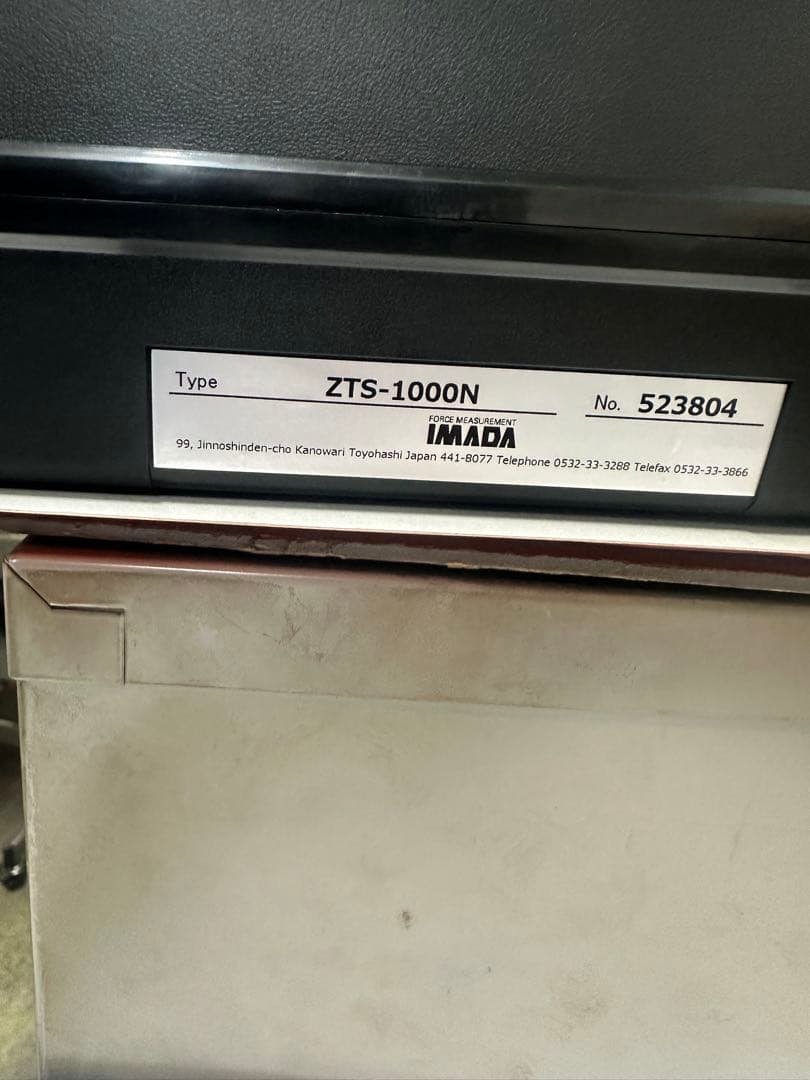 Type ZTS-1000N No. 523804
FORCE MEASUREMENT
IMADA
99, Jinnoshinden-cho Kanowari Toyohashi Japan 441-8077 Telephone 0532-33-3288 Telefax 0532-33-3866